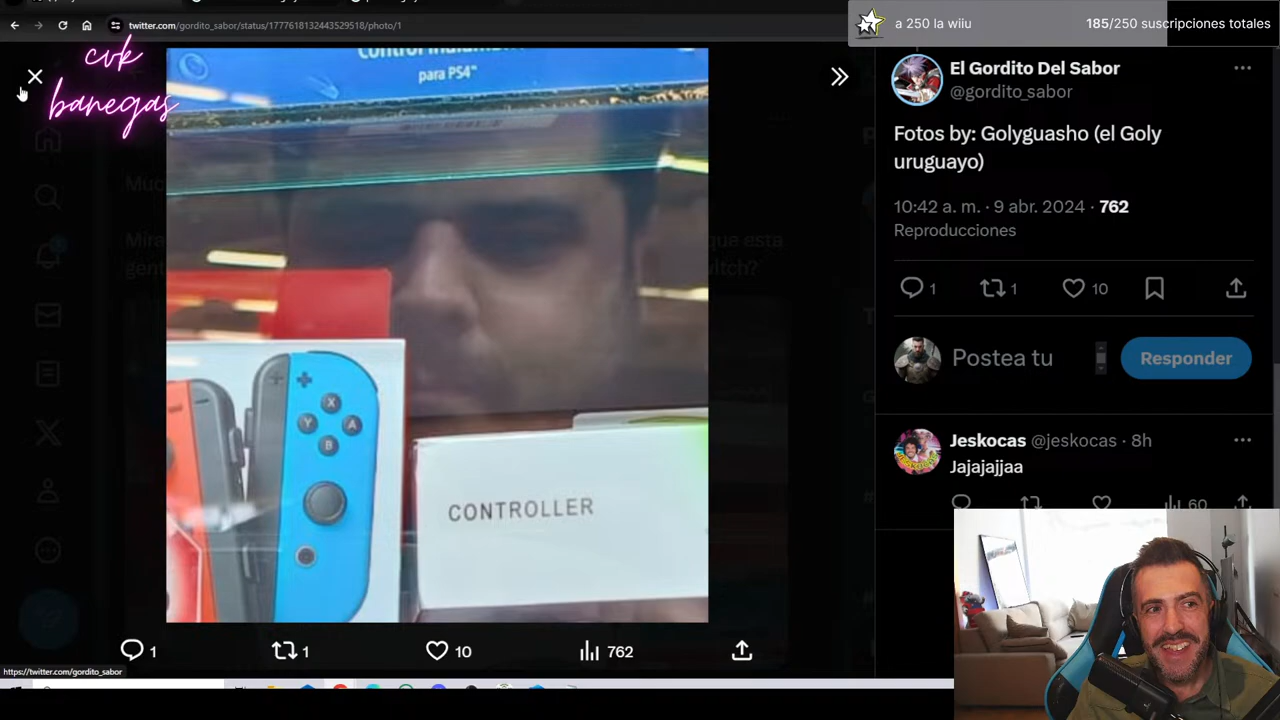 twitter.com/gordito_sabor/status/1777618132443529518/photo/1
a 250 la wiiu
185/250 suscripciones totales
cvk
banegas
para PS4™
X
Y
A
B
CONTROLLER
El Gordito Del Sabor
@gordito_sabor
Fotos by: Golyguasho (el Goly
uruguayo)
10:42 a. m. · 9 abr. 2024 · 762
Reproducciones
1
1
10
Postea tu
Responder
Jeskocas @jeskocas · 8h
Jajajajjaa
60
1
1
10
762
https://twitter.com/gordito_sabor